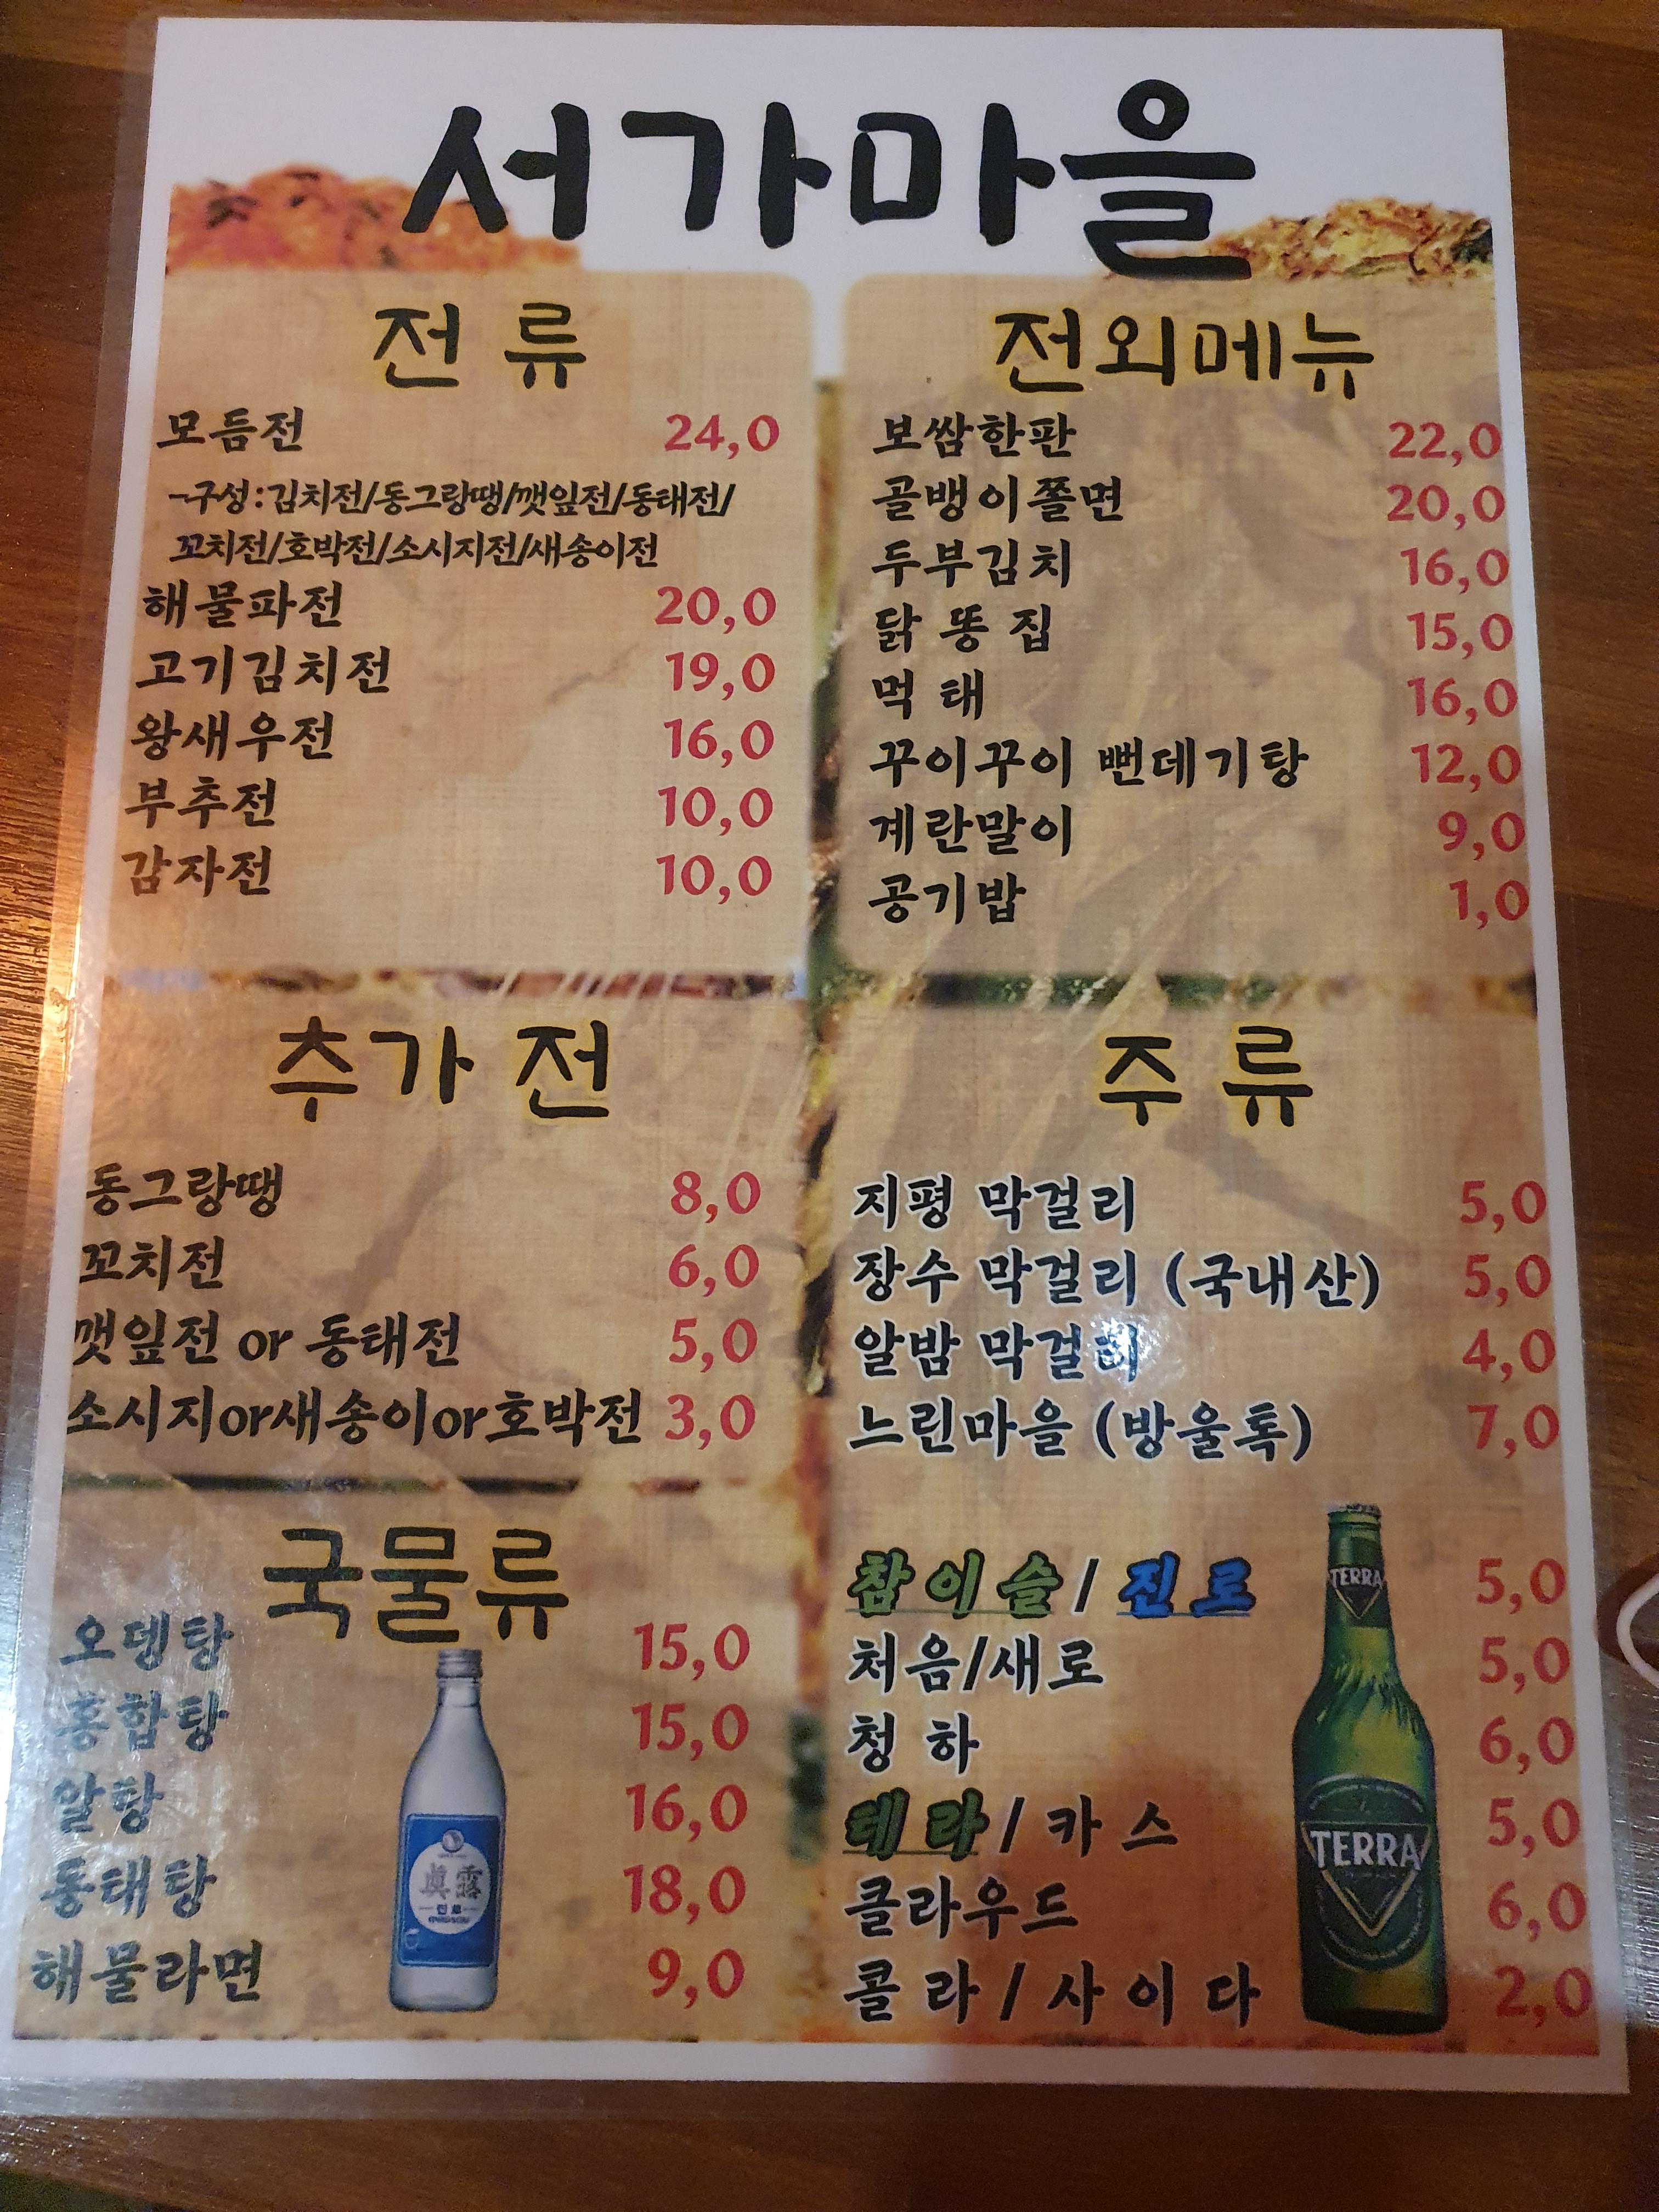 서가마을
전 류
모듬전 24,0
-구성:김치전/동그랑땡/깻잎전/동태전/
꼬치전/호박전/소시지전/새송이전
해물파전 20,0
고기김치전 19,0
왕새우전 16,0
부추전 10,0
감자전 10,0
전외메뉴
보쌈한판 22,0
골뱅이쫄면 20,0
두부김치 16,0
닭 똥 집 15,0
먹 태 16,0
꾸이꾸이 뻔데기탕 12,0
계란말이 9,0
공기밥 1,0
추가 전
동그랑땡 8,0
꼬치전 6,0
깻잎전 or 동태전 5,0
소시지or새송이or호박전 3,0
국물류
오뎅탕 15,0
홍합탕 15,0
알탕 16,0
동태탕 18,0
해물라면 9,0
眞露
진로
주 류
지평 막걸리 5,0
장수 막걸리 (국내산) 5,0
알밤 막걸리 4,0
느린마을 (방울톡) 7,0
참 이 슬 / 진 로 5,0
처음/새로 5,0
청 하 6,0
테 라 / 카 스 5,0
클라우드 6,0
콜 라 / 사 이 다 2,0
TERRA
TERRA